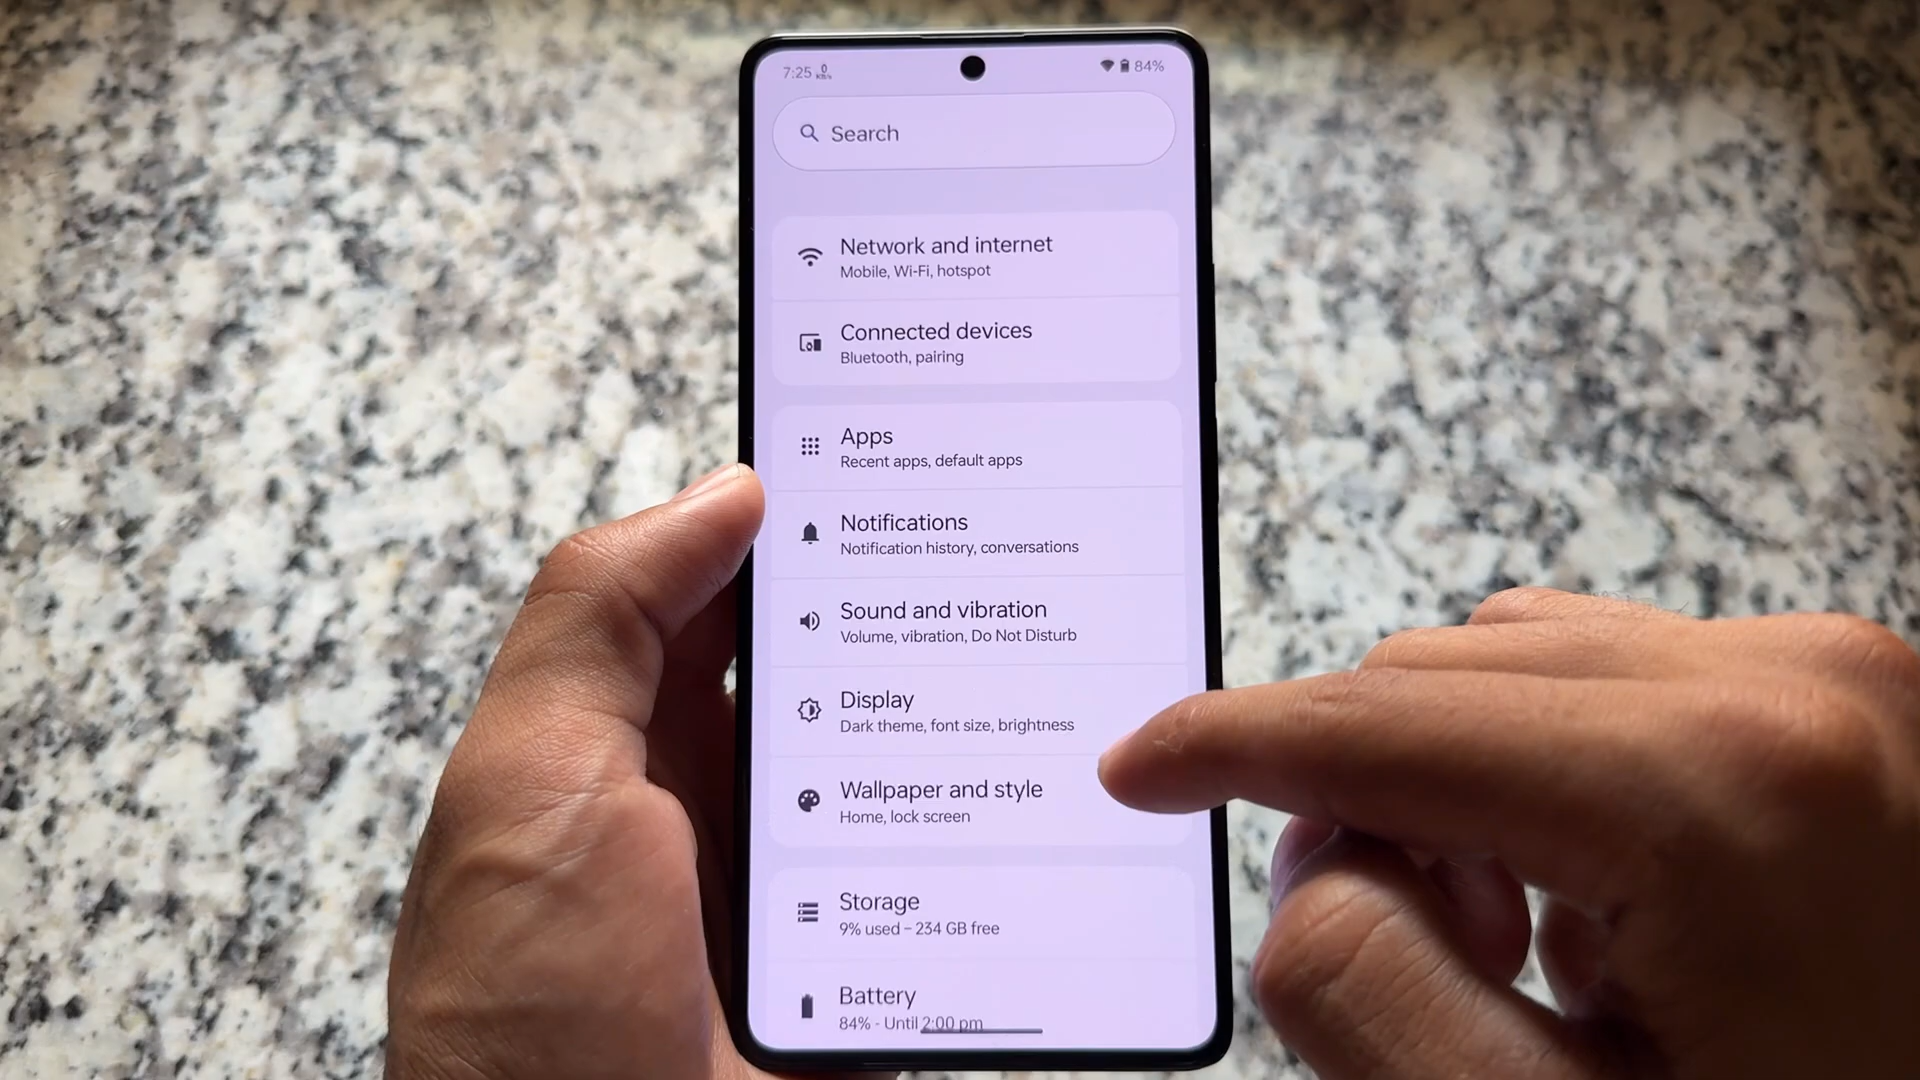 7:25 0 KB/s 84%
Search
Network and internet
Mobile, Wi-Fi, hotspot
Connected devices
Bluetooth, pairing
Apps
Recent apps, default apps
Notifications
Notification history, conversations
Sound and vibration
Volume, vibration, Do Not Disturb
Display
Dark theme, font size, brightness
Wallpaper and style
Home, lock screen
Storage
9% used – 234 GB free
Battery
84% - Until 2:00 pm